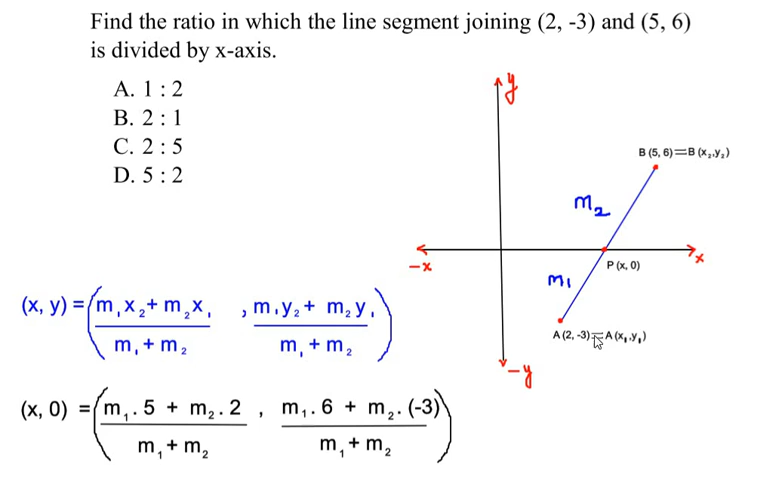 Find the ratio in which the line segment joining (2, -3) and (5, 6)
is divided by x-axis.
A. 1 : 2
B. 2 : 1
C. 2 : 5
D. 5 : 2
y
B (5, 6)=B (x₂,y₂)
m₂
-x
x
P (x, 0)
m₁
A (2, -3)=A (x₁,y₁)
-y
(x, y) = (m₁x₂+ m₂x₁ / m₁ + m₂ , m₁y₂ + m₂y₁ / m₁ + m₂)
(x, 0) = (m₁. 5 + m₂. 2 / m₁ + m₂ , m₁. 6 + m₂. (-3) / m₁ + m₂)